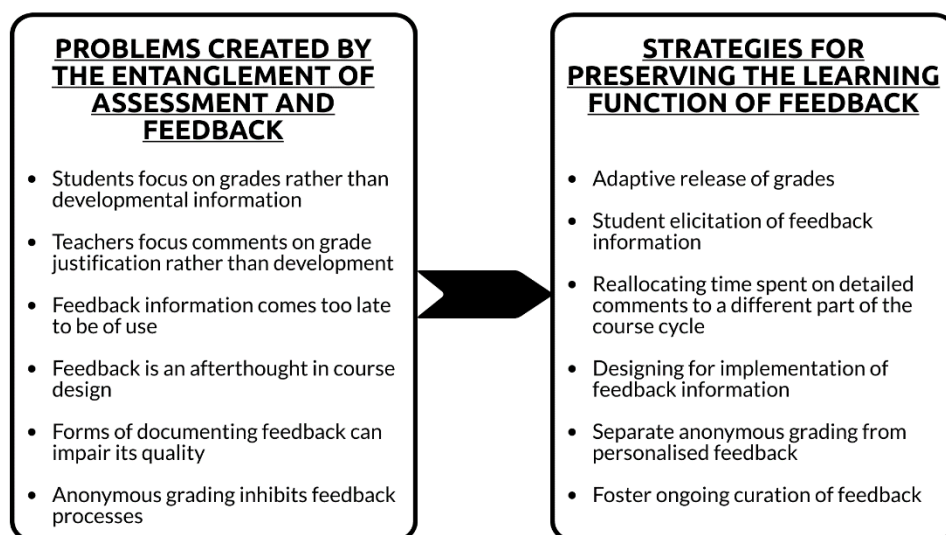 PROBLEMS CREATED BY
THE ENTANGLEMENT OF
ASSESSMENT AND
FEEDBACK
• Students focus on grades rather than
developmental information
• Teachers focus comments on grade
justification rather than development
• Feedback information comes too late
to be of use
• Feedback is an afterthought in course
design
• Forms of documenting feedback can
impair its quality
• Anonymous grading inhibits feedback
processes
STRATEGIES FOR
PRESERVING THE LEARNING
FUNCTION OF FEEDBACK
• Adaptive release of grades
• Student elicitation of feedback
information
• Reallocating time spent on detailed
comments to a different part of the
course cycle
• Designing for implementation of
feedback information
• Separate anonymous grading from
personalised feedback
• Foster ongoing curation of feedback